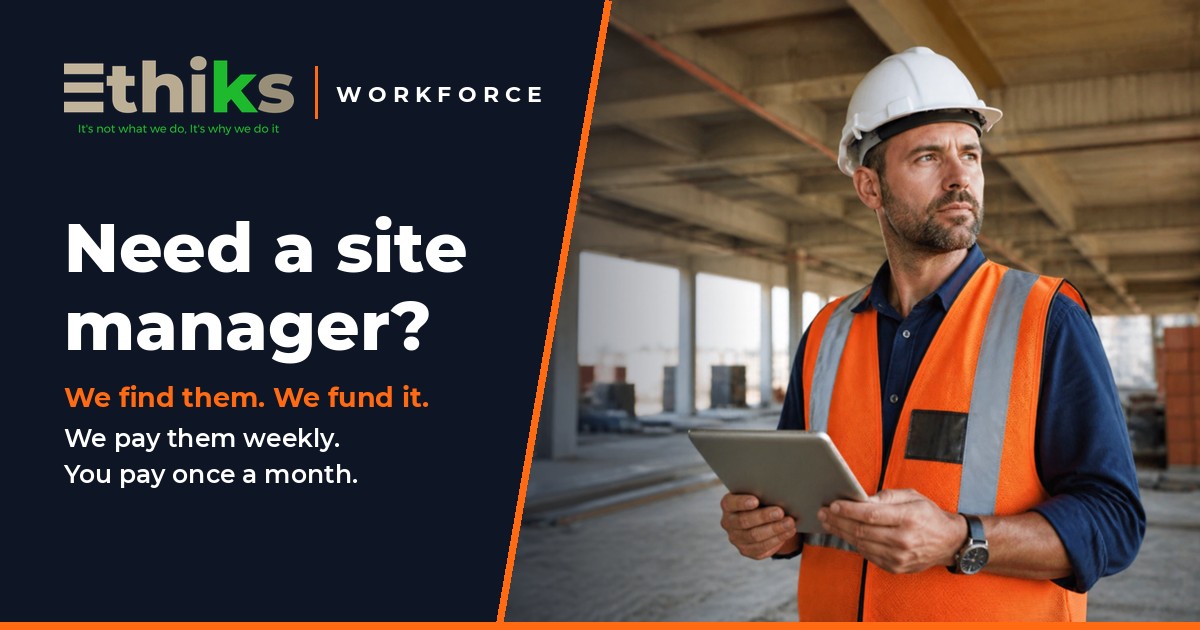 Ethiks
WORKFORCE
It's not what we do, It's why we do it
Need a site
manager?
We find them. We fund it.
We pay them weekly.
You pay once a month.